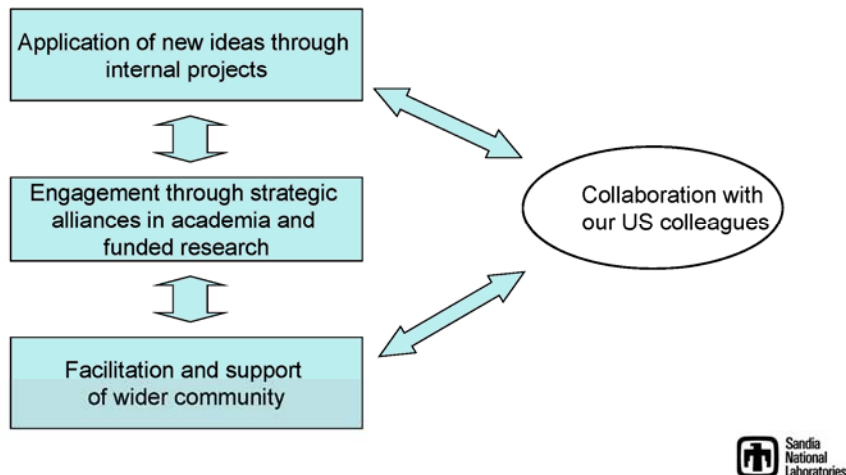 Application of new ideas through
internal projects
Engagement through strategic
alliances in academia and
funded research
Collaboration with
our US colleagues
Facilitation and support
of wider community
Sandia
National
Laboratories